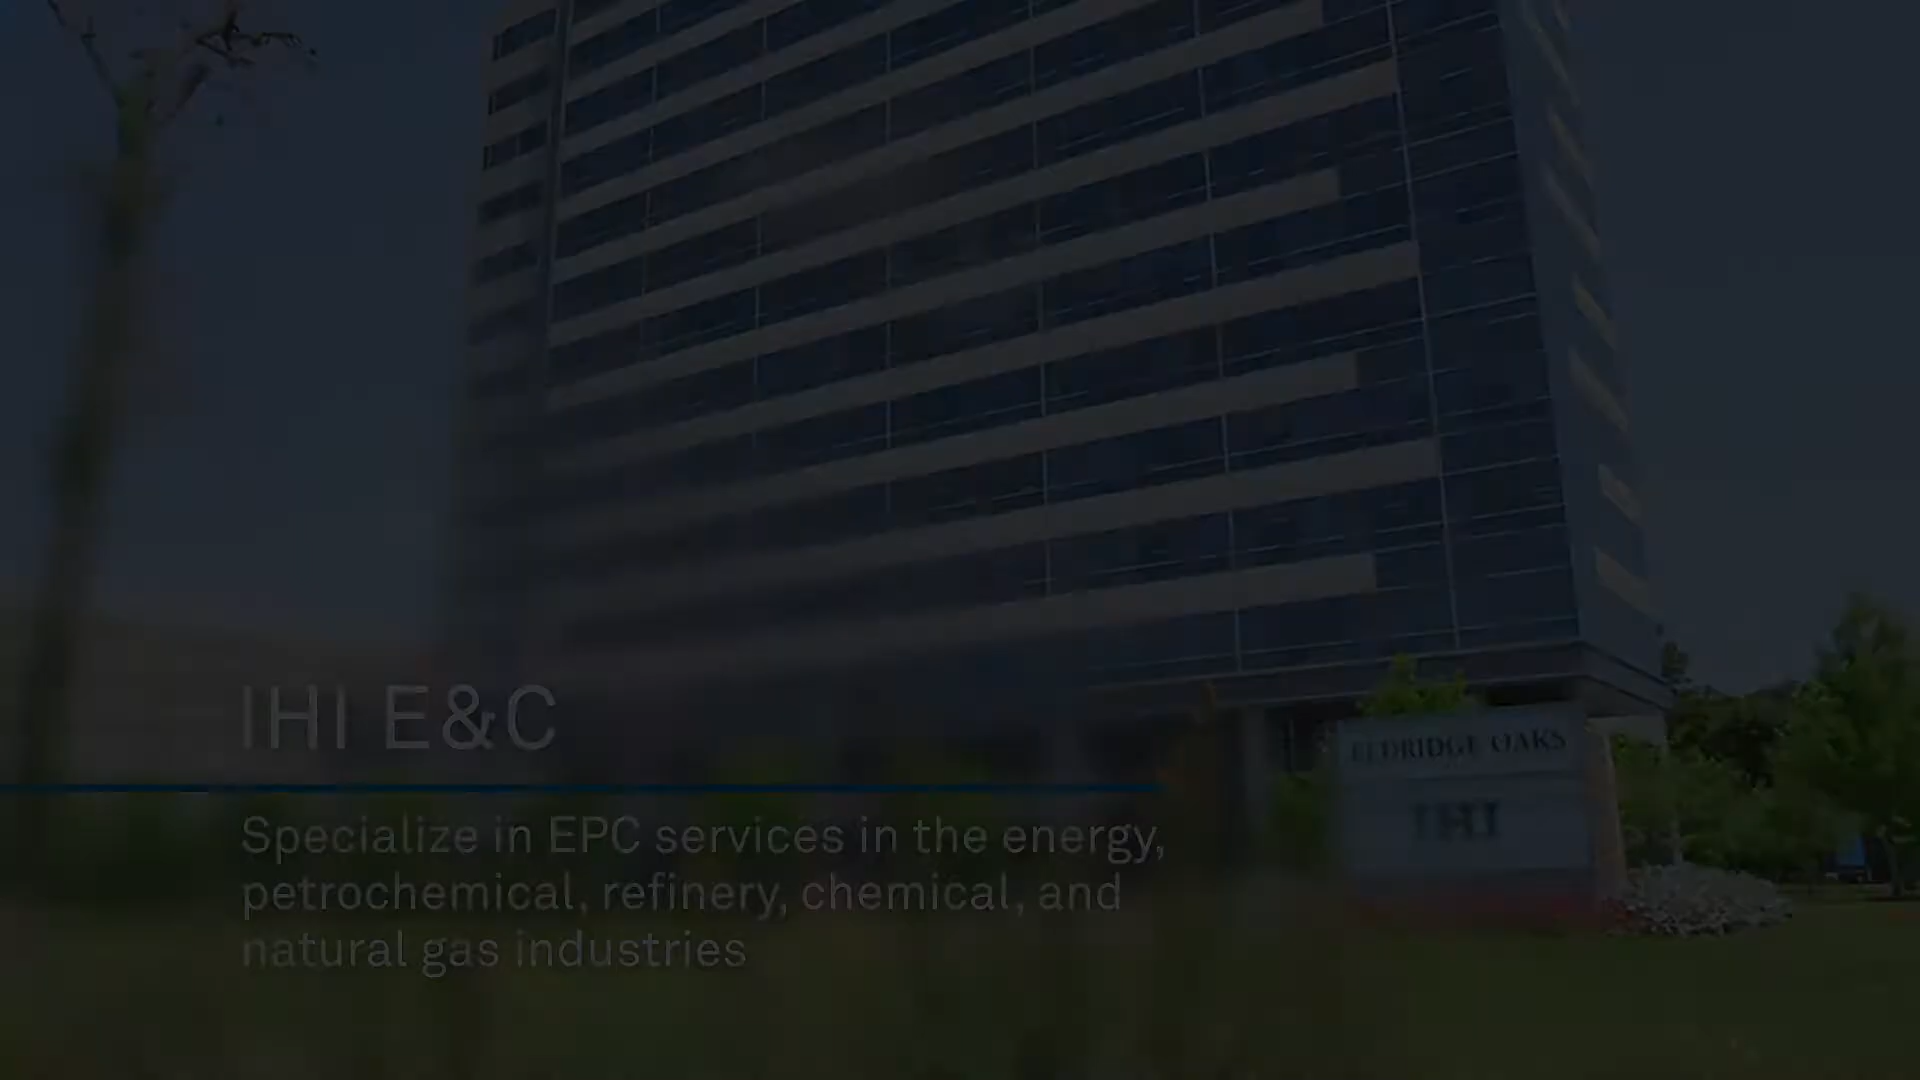 IHI E&C
Specialize in EPC services in the energy,
petrochemical, refinery, chemical, and
natural gas industries
ELDRIDGE OAKS
IHI